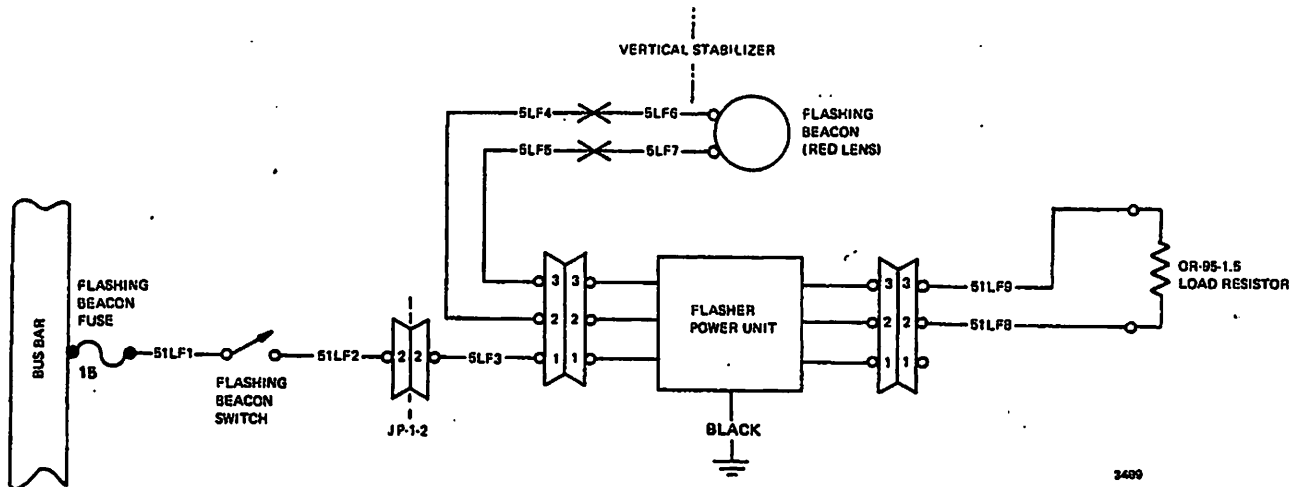 VERTICAL STABILIZER
5LF4
5LF6
FLASHING
BEACON
(RED LENS)
5LF5
5LF7
FLASHING
BEACON
FUSE
BUS BAR
15
51LF1
FLASHING
BEACON
SWITCH
51LF2
2 2
JP-1-2
5LF3
3 3
2 2
1 1
FLASHER
POWER UNIT
BLACK
3 3
2 2
1 1
51LF9
51LF8
OR-95-1.5
LOAD RESISTOR
3489